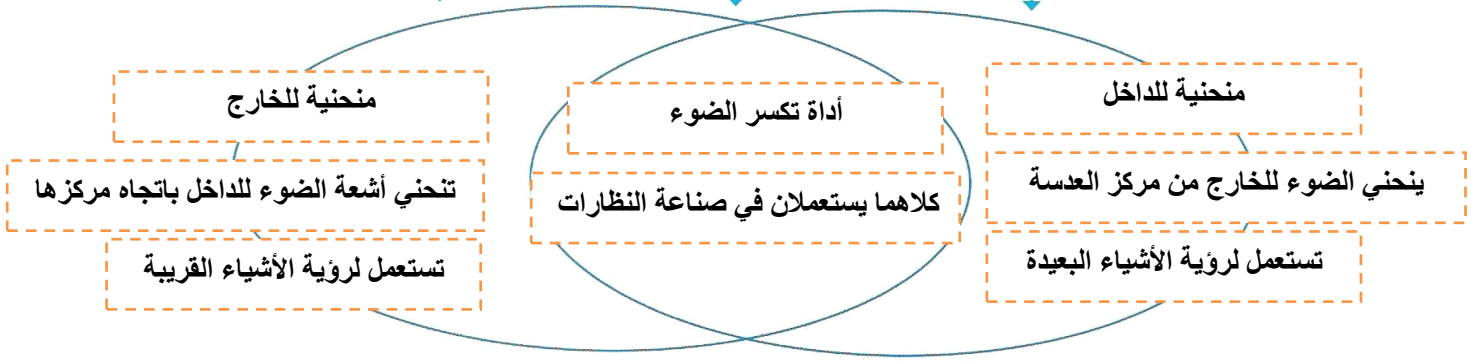 منحنية للداخل
أداة تكسر الضوء
منحنية للخارج
ينحني الضوء للخارج من مركز العدسة
كلاهما يستعملان في صناعة النظارات
تنحني أشعة الضوء للداخل باتجاه مركزها
تستعمل لرؤية الأشياء البعيدة
تستعمل لرؤية الأشياء القريبة